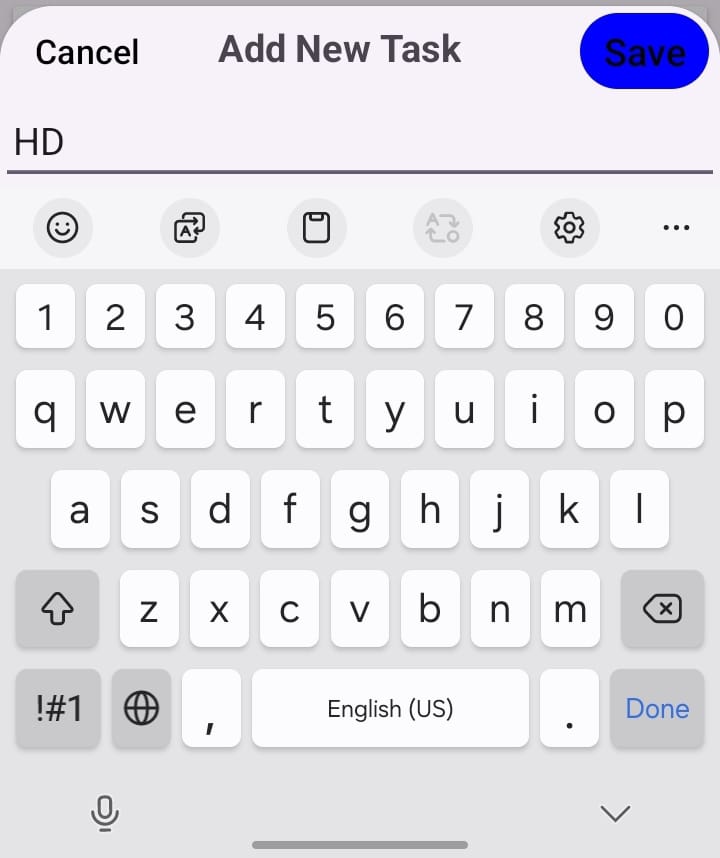 Cancel Add New Task Save
HD
1 2 3 4 5 6 7 8 9 0
q w e r t y u i o p
a s d f g h j k l
z x c v b n m
!#1 , English (US) . Done